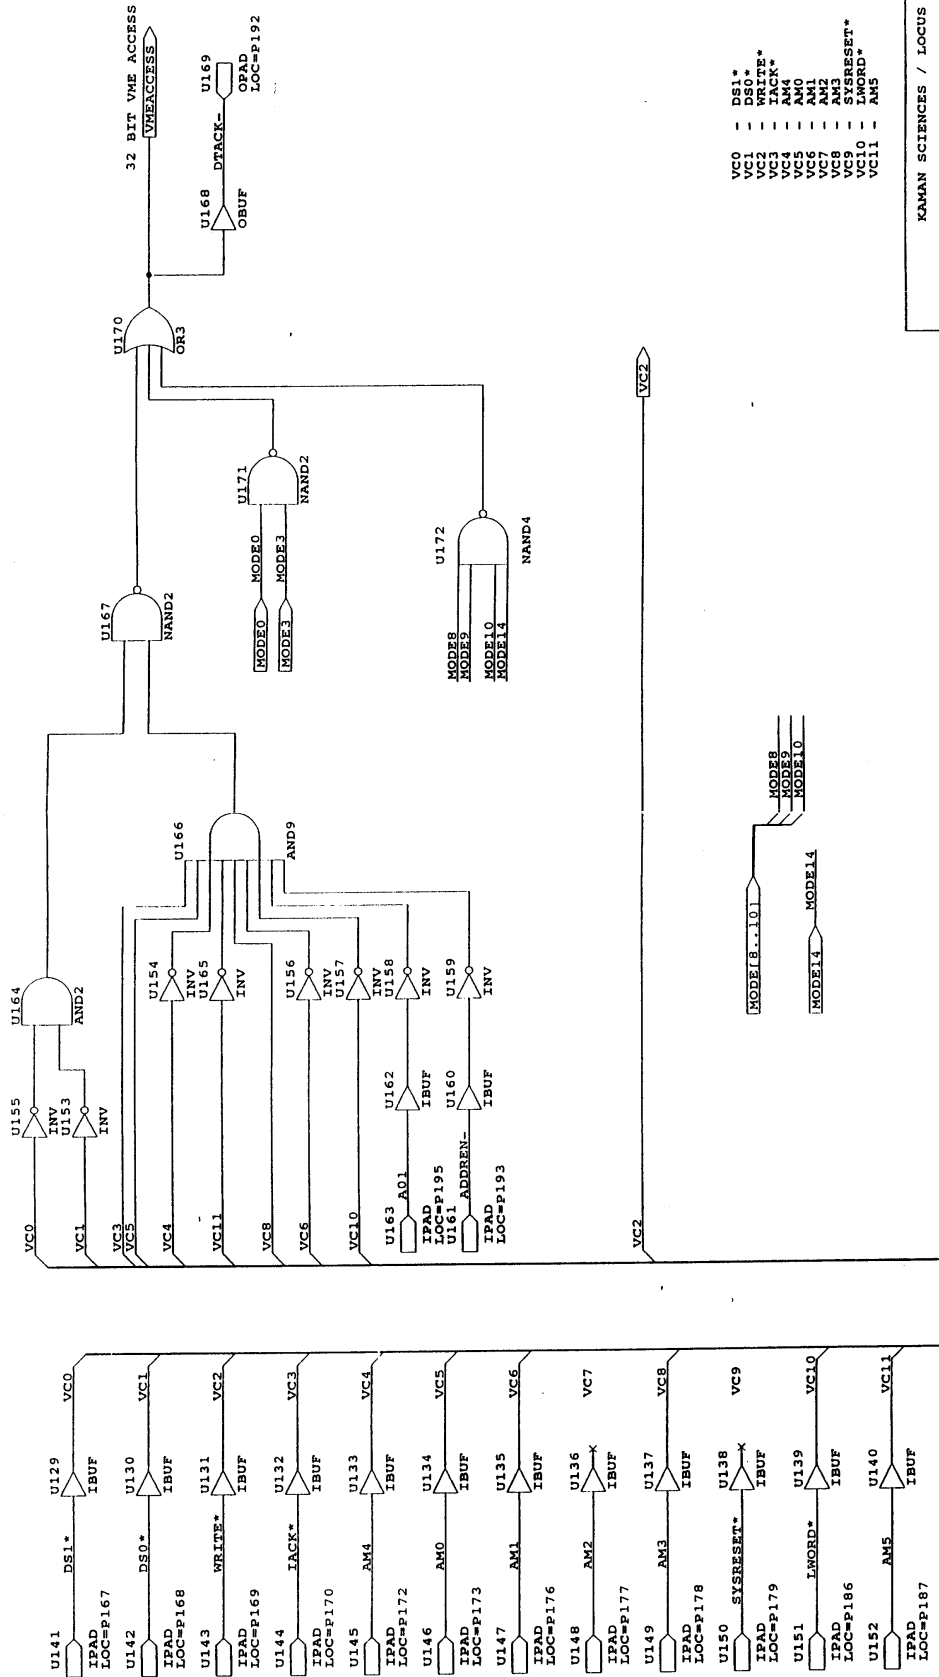 U141
IPAD
LOC=P167
DS1*
U129
IBUF
VC0
U142
IPAD
LOC=P168
DS0*
U130
IBUF
VC1
U143
IPAD
LOC=P169
WRITE*
U131
IBUF
VC2
U144
IPAD
LOC=P170
IACK*
U132
IBUF
VC3
U145
IPAD
LOC=P172
AM4
U133
IBUF
VC4
U146
IPAD
LOC=P173
AM0
U134
IBUF
VC5
U147
IPAD
LOC=P176
AM1
U135
IBUF
VC6
U148
IPAD
LOC=P177
AM2
U136
IBUF
VC7
U149
IPAD
LOC=P178
AM3
U137
IBUF
VC8
U150
IPAD
LOC=P179
SYSRESET*
U138
IBUF
VC9
U151
IPAD
LOC=P186
LWORD*
U139
IBUF
VC10
U152
IPAD
LOC=P187
AM5
U140
IBUF
VC11
VC0
U155
INV
VC1
U153
INV
U164
AND2
VC3
VC5
VC4
U154
INV
VC11
U165
INV
VC8
VC6
U156
INV
VC10
U157
INV
U163
IPAD
LOC=P195
A01
U162
IBUF
U158
INV
U161
IPAD
LOC=P193
ADDREN-
U160
IBUF
U159
INV
U166
AND9
U167
NAND2
MODE0
MODE0
MODE3
MODE3
U171
NAND2
MODE8
MODE9
MODE10
MODE14
U172
NAND4
U170
OR3
32 BIT VME ACCESS
VMEACCESS
U168
OBUF
DTACK-
U169
OPAD
LOC=P192
VC2
VC2
MODE[8..10]
MODE8
MODE9
MODE10
MODE14
MODE14
VC0 - DS1*
VC1 - DS0*
VC2 - WRITE*
VC3 - IACK*
VC4 - AM4
VC5 - AM0
VC6 - AM1
VC7 - AM2
VC8 - AM3
VC9 - SYSRESET*
VC10 - LWORD*
VC11 - AM5
KAMAN SCIENCES / LOCUS